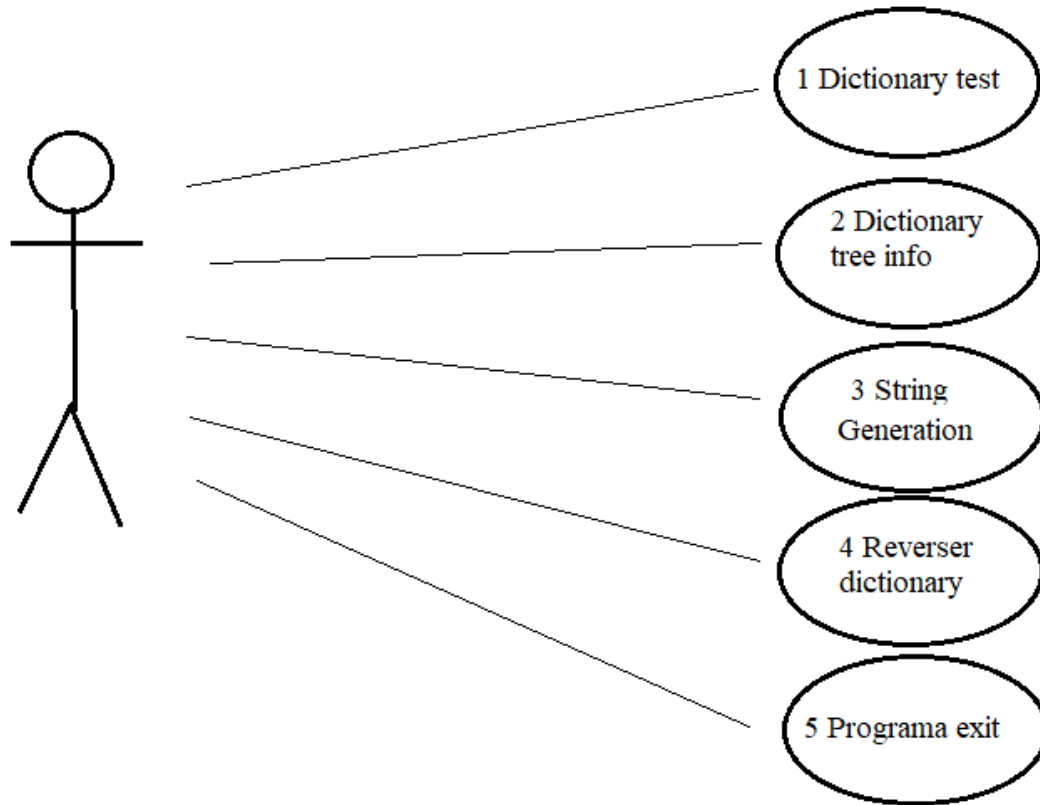 1 Dictionary test
2 Dictionary
tree info
3 String
Generation
4 Reverser
dictionary
5 Programa exit